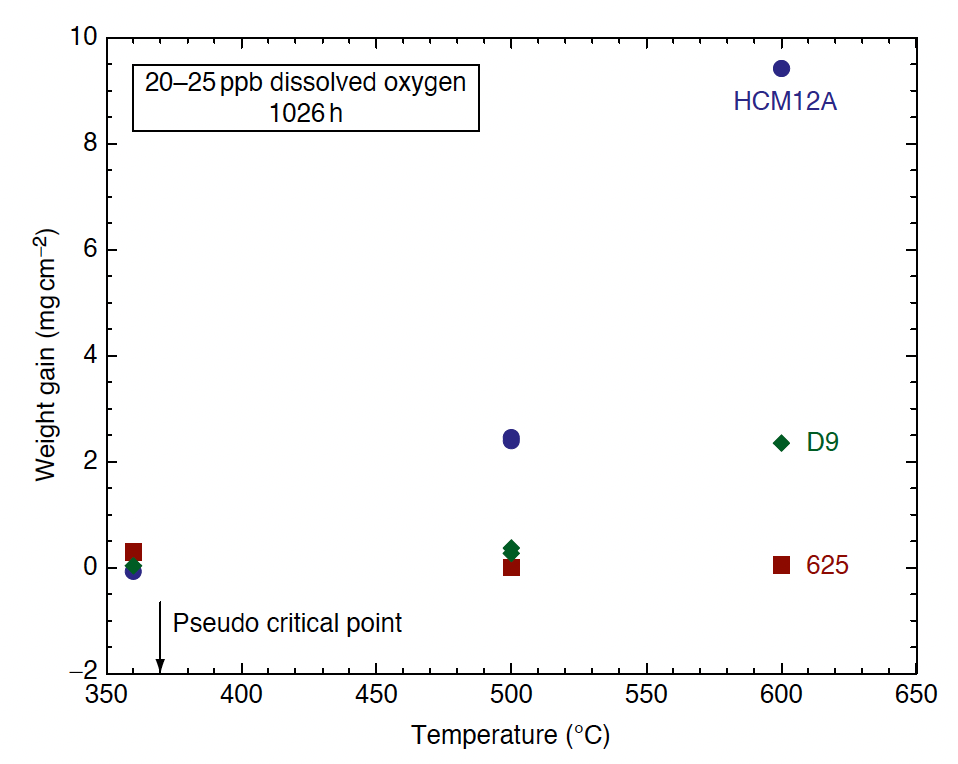 10
20–25 ppb dissolved oxygen
1026 h
HCM12A
8
6
Weight gain (mg cm⁻²)
4
D9
2
625
0
Pseudo critical point
–2
350 400 450 500 550 600 650
Temperature (°C)